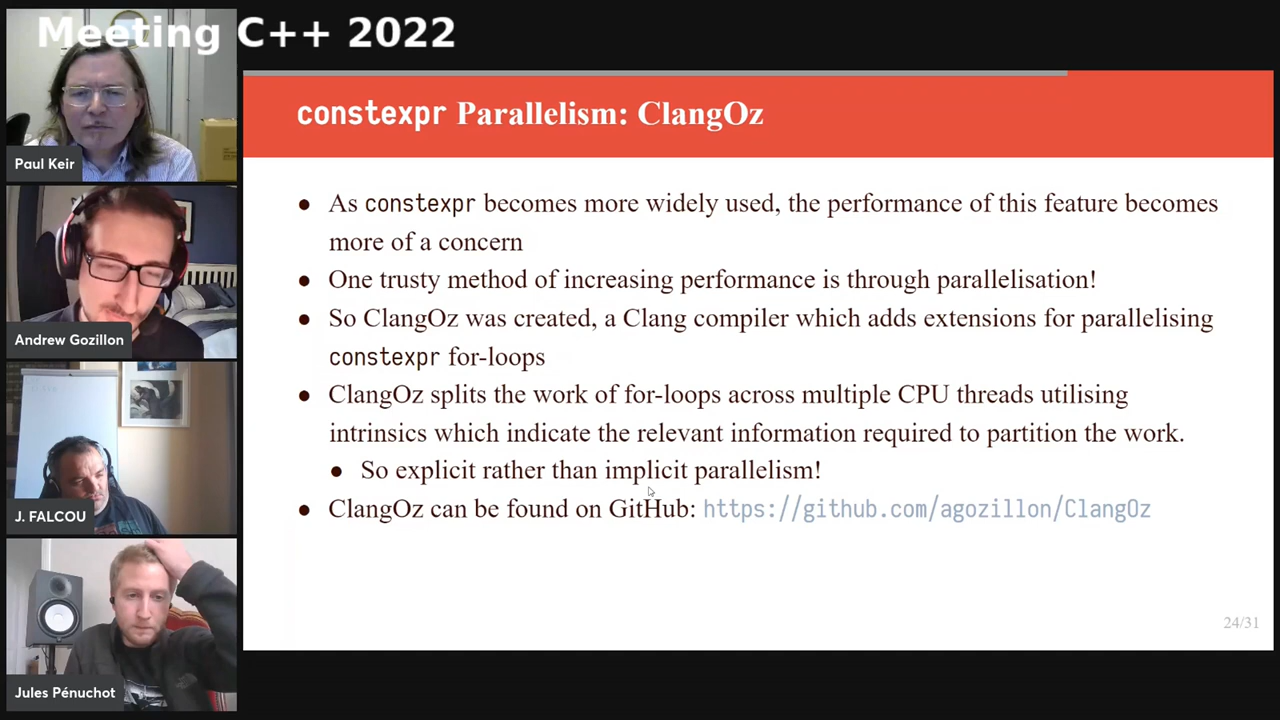 Meeting C++ 2022
Paul Keir
Andrew Gozillon
J. FALCOU
Jules Pénuchot
constexpr Parallelism: ClangOz
● As constexpr becomes more widely used, the performance of this feature becomes
more of a concern
● One trusty method of increasing performance is through parallelisation!
● So ClangOz was created, a Clang compiler which adds extensions for parallelising
constexpr for-loops
● ClangOz splits the work of for-loops across multiple CPU threads utilising
intrinsics which indicate the relevant information required to partition the work.
● So explicit rather than implicit parallelism!
● ClangOz can be found on GitHub: https://github.com/agozillon/ClangOz
24/31